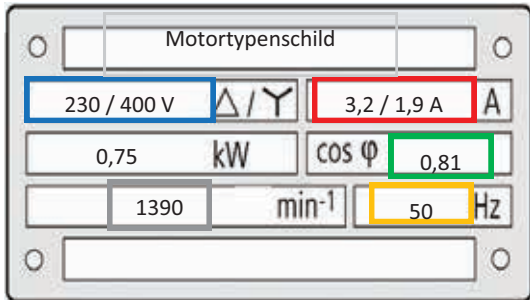 Motortypenschild
230 / 400 V △ / Y 3,2 / 1,9 A A
0,75 kW cos φ 0,81
1390 min-1 50 Hz